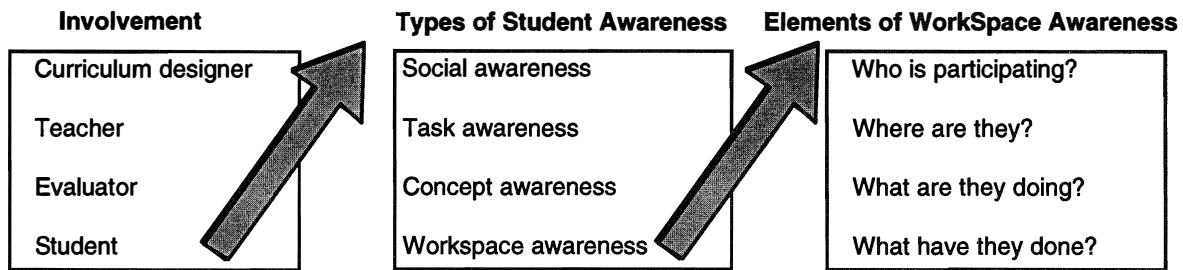 Involvement
Curriculum designer
Teacher
Evaluator
Student
Types of Student Awareness
Social awareness
Task awareness
Concept awareness
Workspace awareness
Elements of WorkSpace Awareness
Who is participating?
Where are they?
What are they doing?
What have they done?